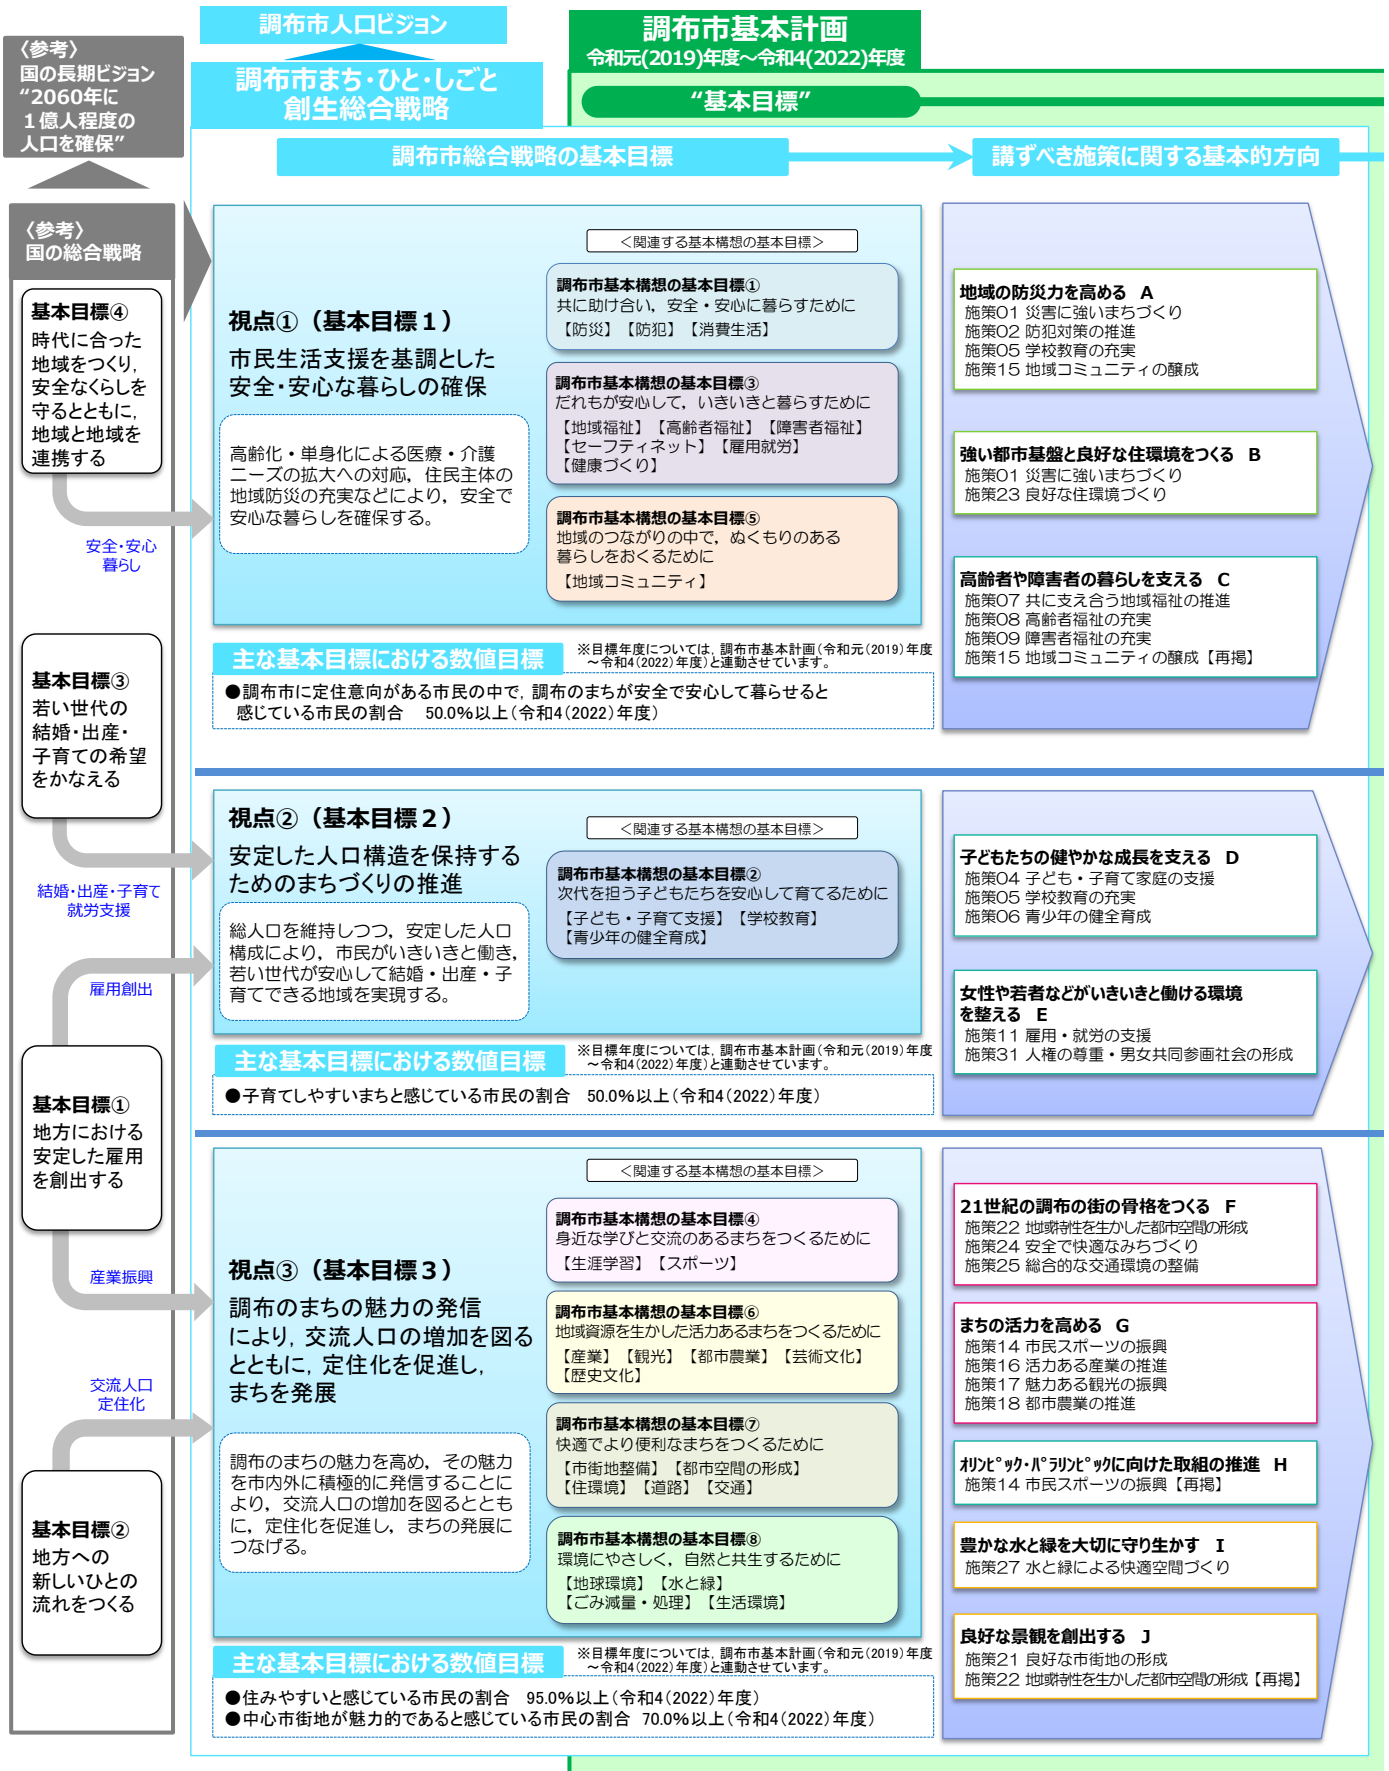 調布市人口ビジョン
調布市まち・ひと・しごと
創生総合戦略
調布市基本計画
令和元(2019)年度～令和4(2022)年度
“基本目標”
調布市総合戦略の基本目標
講ずべき施策に関する基本的方向
〈参考〉
国の長期ビジョン
“2060年に
１億人程度の
人口を確保”
〈参考〉
国の総合戦略
基本目標④
時代に合った
地域をつくり,
安全なくらしを
守るとともに,
地域と地域を
連携する
安全・安心
暮らし
基本目標③
若い世代の
結婚・出産・
子育ての希望
をかなえる
結婚・出産・子育て
就労支援
雇用創出
基本目標①
地方における
安定した雇用
を創出する
産業振興
交流人口
定住化
基本目標②
地方への
新しいひとの
流れをつくる
視点①（基本目標１）
市民生活支援を基調とした
安全・安心な暮らしの確保
高齢化・単身化による医療・介護
ニーズの拡大への対応，住民主体の
地域防災の充実などにより，安全で
安心な暮らしを確保する。
＜関連する基本構想の基本目標＞
調布市基本構想の基本目標①
共に助け合い，安全・安心に暮らすために
【防災】【防犯】【消費生活】
調布市基本構想の基本目標③
だれもが安心して，いきいきと暮らすために
【地域福祉】【高齢者福祉】【障害者福祉】
【セーフティネット】【雇用就労】
【健康づくり】
調布市基本構想の基本目標⑤
地域のつながりの中で，ぬくもりのある
暮らしをおくるために
【地域コミュニティ】
主な基本目標における数値目標
※目標年度については，調布市基本計画（令和元(2019)年度
～令和4(2022)年度）と連動させています。
●調布市に定住意向がある市民の中で，調布のまちが安全で安心して暮らせると
感じている市民の割合　50.0％以上（令和4(2022)年度）
地域の防災力を高める　A
施策01 災害に強いまちづくり
施策02 防犯対策の推進
施策05 学校教育の充実
施策15 地域コミュニティの醸成
強い都市基盤と良好な住環境をつくる　B
施策01 災害に強いまちづくり
施策23 良好な住環境づくり
高齢者や障害者の暮らしを支える　C
施策07 共に支え合う地域福祉の推進
施策08 高齢者福祉の充実
施策09 障害者福祉の充実
施策15 地域コミュニティの醸成【再掲】
視点②（基本目標２）
安定した人口構造を保持する
ためのまちづくりの推進
総人口を維持しつつ，安定した人口
構成により，市民がいきいきと働き，
若い世代が安心して結婚・出産・子
育てできる地域を実現する。
＜関連する基本構想の基本目標＞
調布市基本構想の基本目標②
次代を担う子どもたちを安心して育てるために
【子ども・子育て支援】【学校教育】
【青少年の健全育成】
主な基本目標における数値目標
※目標年度については，調布市基本計画（令和元(2019)年度
～令和4(2022)年度）と連動させています。
●子育てしやすいまちと感じている市民の割合　50.0％以上（令和4(2022)年度）
子どもたちの健やかな成長を支える　D
施策04 子ども・子育て家庭の支援
施策05 学校教育の充実
施策06 青少年の健全育成
女性や若者などがいきいきと働ける環境
を整える　E
施策11 雇用・就労の支援
施策31 人権の尊重・男女共同参画社会の形成
視点③（基本目標３）
調布のまちの魅力の発信
により,交流人口の増加を図る
とともに,定住化を促進し,
まちを発展
調布のまちの魅力を高め，その魅力
を市内外に積極的に発信することに
より，交流人口の増加を図るととも
に，定住化を促進し，まちの発展に
つなげる。
＜関連する基本構想の基本目標＞
調布市基本構想の基本目標④
身近な学びと交流のあるまちをつくるために
【生涯学習】【スポーツ】
調布市基本構想の基本目標⑥
地域資源を生かした活力あるまちをつくるために
【産業】【観光】【都市農業】【芸術文化】
【歴史文化】
調布市基本構想の基本目標⑦
快適でより便利なまちをつくるために
【市街地整備】【都市空間の形成】
【住環境】【道路】【交通】
調布市基本構想の基本目標⑧
環境にやさしく，自然と共生するために
【地球環境】【水と緑】
【ごみ減量・処理】【生活環境】
主な基本目標における数値目標
※目標年度については，調布市基本計画（令和元(2019)年度
～令和4(2022)年度）と連動させています。
●住みやすいと感じている市民の割合　95.0％以上（令和4(2022)年度）
●中心市街地が魅力的であると感じている市民の割合　70.0％以上（令和4(2022)年度）
21世紀の調布の街の骨格をつくる　F
施策22 地域特性を生かした都市空間の形成
施策24 安全で快適なみちづくり
施策25 総合的な交通環境の整備
まちの活力を高める　G
施策14 市民スポーツの振興
施策16 活力ある産業の推進
施策17 魅力ある観光の振興
施策18 都市農業の推進
ｵﾘﾝﾋﾟｯｸ・ﾊﾟﾗﾘﾝﾋﾟｯｸに向けた取組の推進　H
施策14 市民スポーツの振興【再掲】
豊かな水と緑を大切に守り生かす　I
施策27 水と緑による快適空間づくり
良好な景観を創出する　J
施策21 良好な市街地の形成
施策22 地域特性を生かした都市空間の形成【再掲】